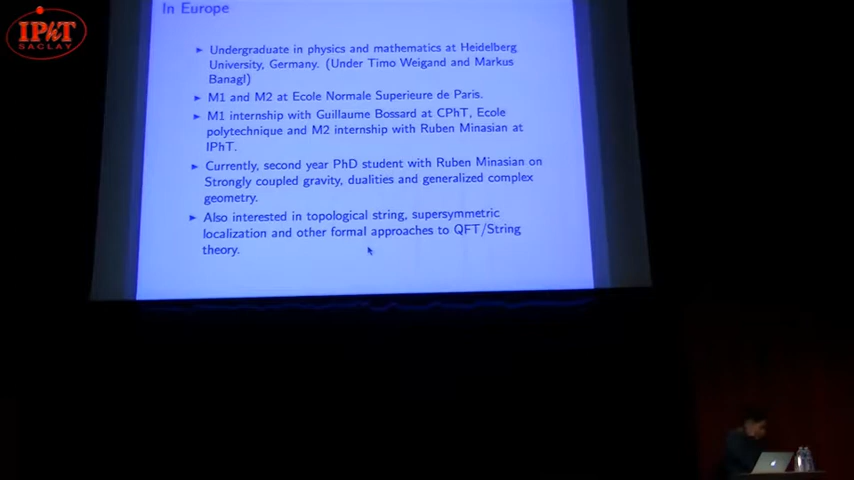 IPhT
SACLAY
In Europe
Undergraduate in physics and mathematics at Heidelberg
University, Germany. (Under Timo Weigand and Markus
Banagl)
M1 and M2 at Ecole Normale Superieure de Paris.
M1 internship with Guillaume Bossard at CPhT, Ecole
polytechnique and M2 internship with Ruben Minasian at
IPhT.
Currently, second year PhD student with Ruben Minasian on
Strongly coupled gravity, dualities and generalized complex
geometry.
Also interested in topological string, supersymmetric
localization and other formal approaches to QFT/String
theory.